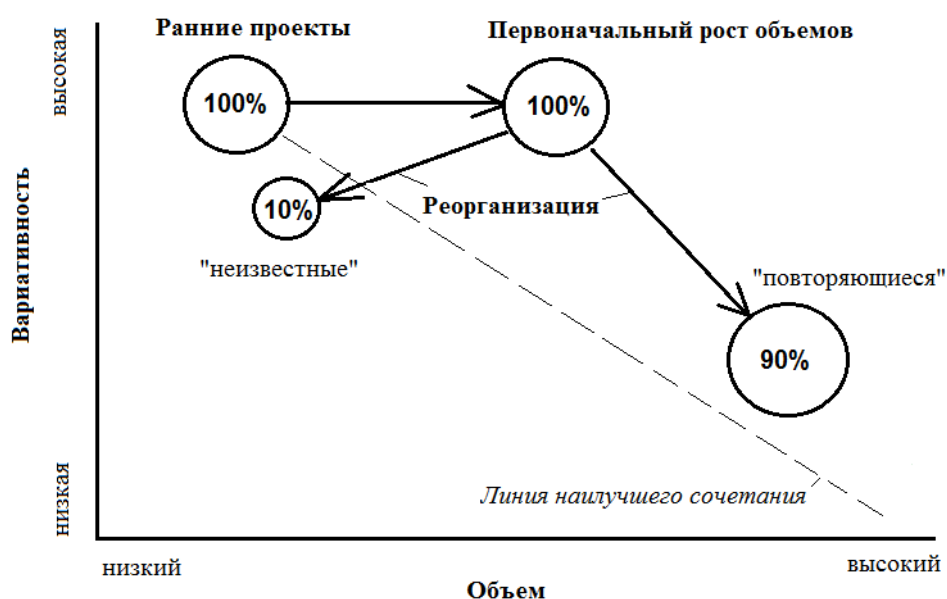 Ранние проекты
Первоначальный рост объемов
высокая
100%
100%
Вариативность
10%
Реорганизация
"неизвестные"
"повторяющиеся"
90%
низкая
Линия наилучшего сочетания
низкий
высокий
Объем